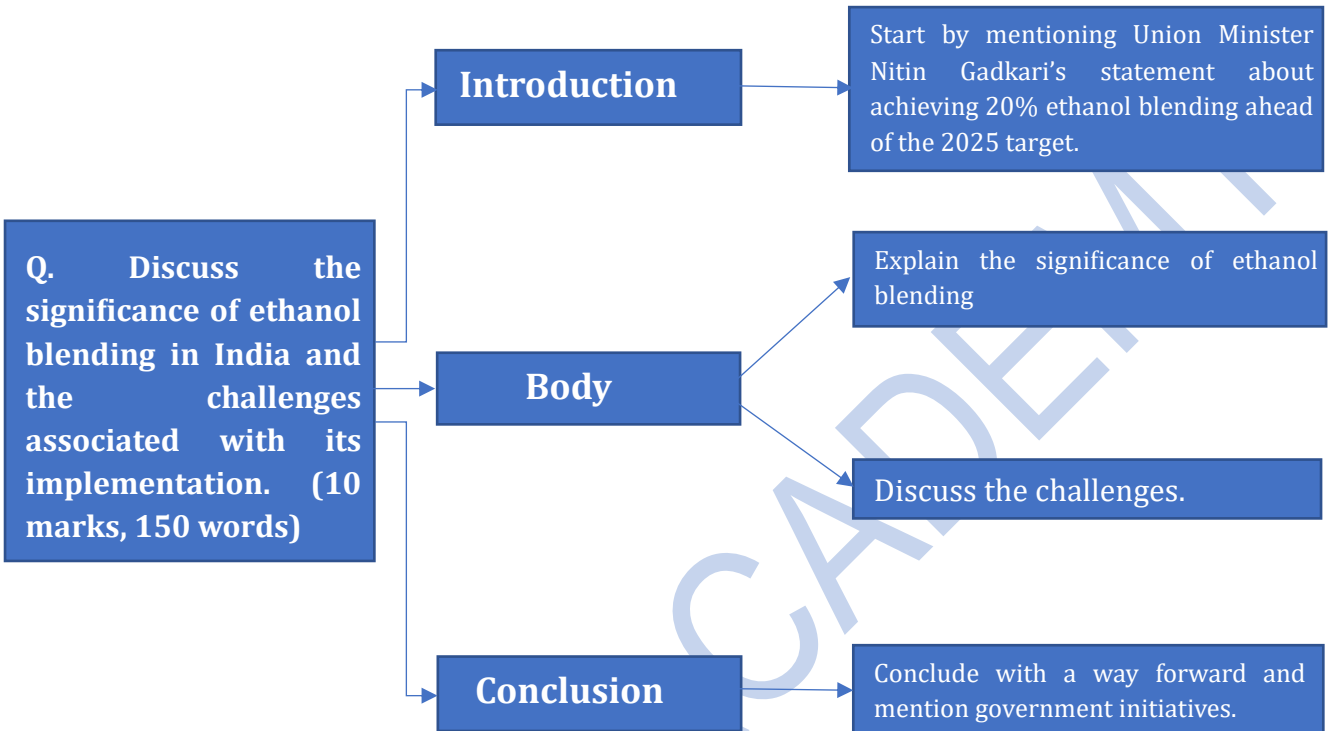 Q. Discuss the
significance of ethanol
blending in India and
the challenges
associated with its
implementation. (10
marks, 150 words)
Introduction
Start by mentioning Union Minister
Nitin Gadkari’s statement about
achieving 20% ethanol blending ahead
of the 2025 target.
Body
Explain the significance of ethanol
blending
Discuss the challenges.
Conclusion
Conclude with a way forward and
mention government initiatives.
CADEMY